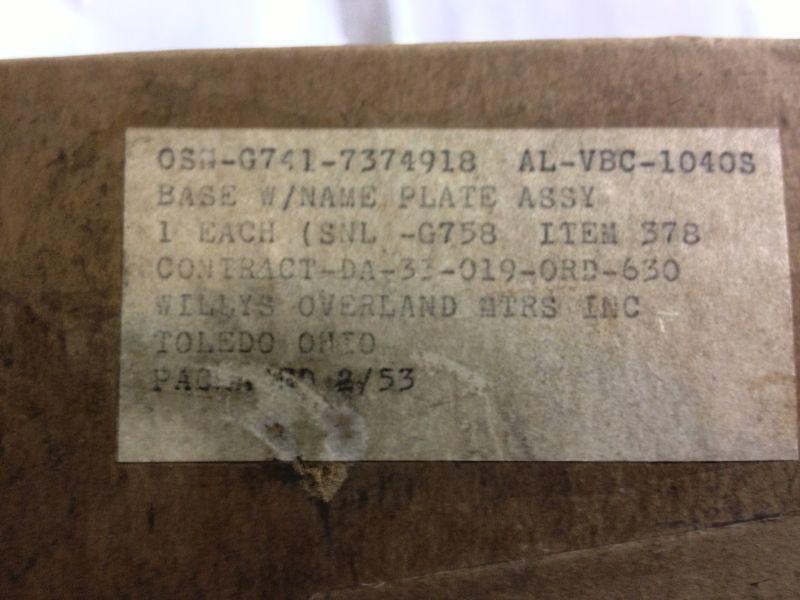 OSN-G741-7374918 AL-VBC-1040S
BASE W/NAME PLATE ASSY
1 EACH (SNL -G758 ITEM 378
CONTRACT-DA-33-019-ORD-630
WILLYS OVERLAND MTRS INC
TOLEDO OHIO
2/53